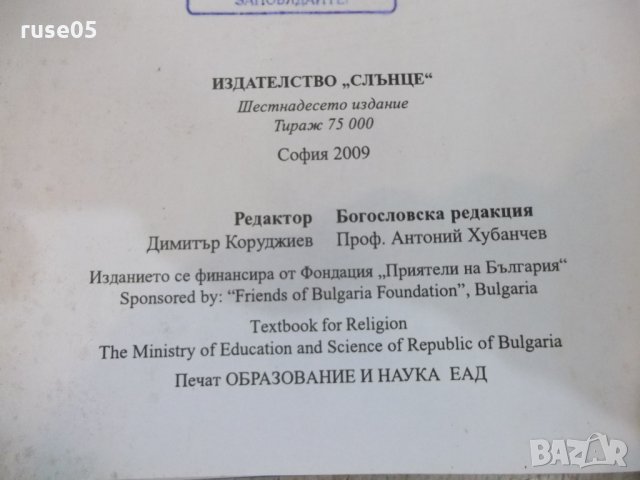 ruse05
ЗАПОВЯДАЙТЕ!
ИЗДАТЕЛСТВО „СЛЪНЦЕ“
Шестнадесето издание
Тираж 75 000
София 2009
Редактор Богословска редакция
Димитър Коруджиев Проф. Антоний Хубанчев
Изданието се финансира от Фондация „Приятели на България“
Sponsored by: “Friends of Bulgaria Foundation”, Bulgaria
Textbook for Religion
The Ministry of Education and Science of Republic of Bulgaria
Печат ОБРАЗОВАНИЕ И НАУКА ЕАД
BAZAR